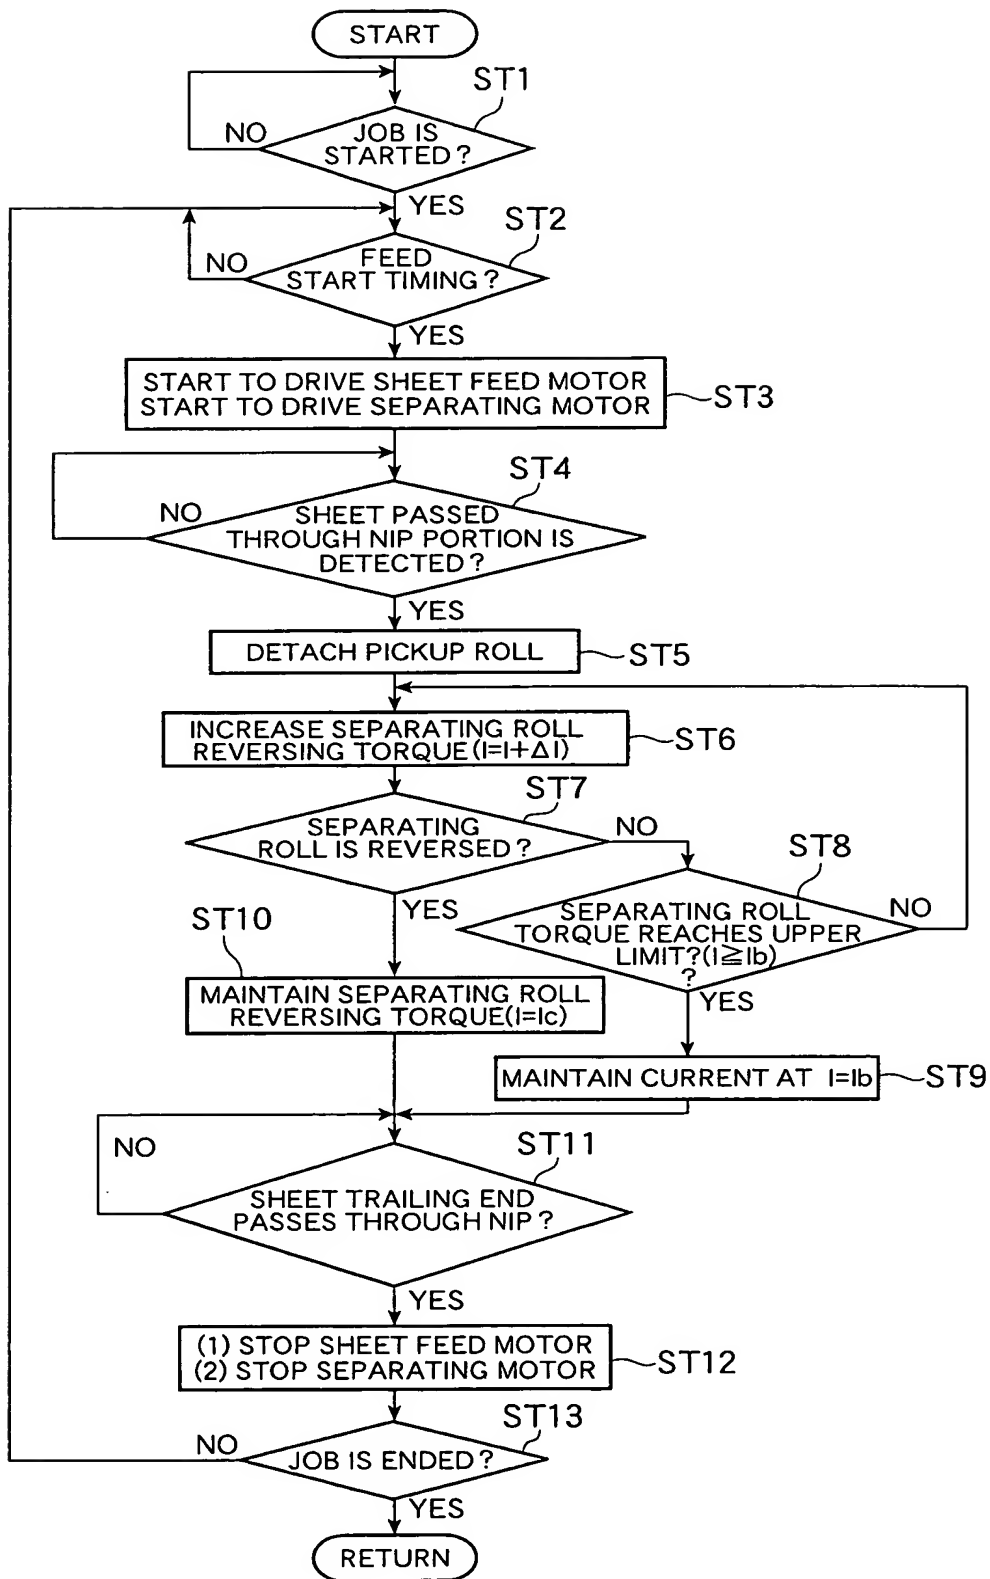 START
ST1
NO
JOB IS
STARTED?
YES
ST2
NO
FEED
START TIMING?
YES
START TO DRIVE SHEET FEED MOTOR
START TO DRIVE SEPARATING MOTOR
ST3
ST4
NO
SHEET PASSED
THROUGH NIP PORTION IS
DETECTED?
YES
DETACH PICKUP ROLL
ST5
INCREASE SEPARATING ROLL
REVERSING TORQUE(I=I+ΔI)
ST6
ST7
SEPARATING
ROLL IS REVERSED?
NO
ST8
YES
SEPARATING ROLL
TORQUE REACHES UPPER
LIMIT?(I≧Ib)
?
NO
YES
ST10
MAINTAIN SEPARATING ROLL
REVERSING TORQUE(I=Ic)
MAINTAIN CURRENT AT I=Ib
ST9
NO
ST11
SHEET TRAILING END
PASSES THROUGH NIP?
YES
(1) STOP SHEET FEED MOTOR
(2) STOP SEPARATING MOTOR
ST12
ST13
NO
JOB IS ENDED?
YES
RETURN